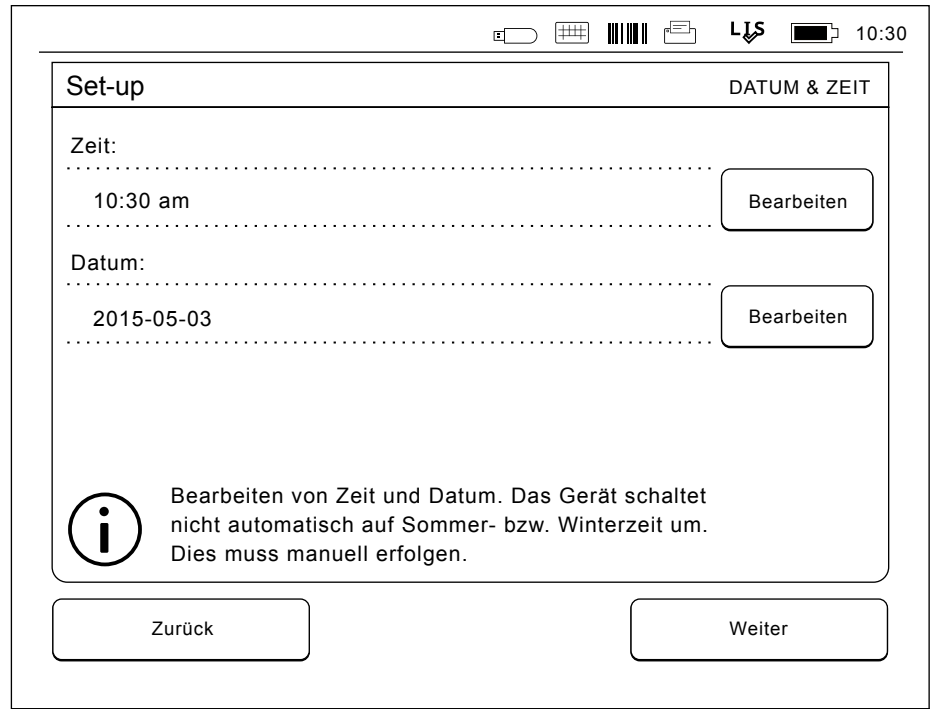 LIS 10:30
Set-up DATUM & ZEIT
Zeit:
10:30 am
Bearbeiten
Datum:
2015-05-03
Bearbeiten
Bearbeiten von Zeit und Datum. Das Gerät schaltet
nicht automatisch auf Sommer- bzw. Winterzeit um.
Dies muss manuell erfolgen.
Zurück Weiter